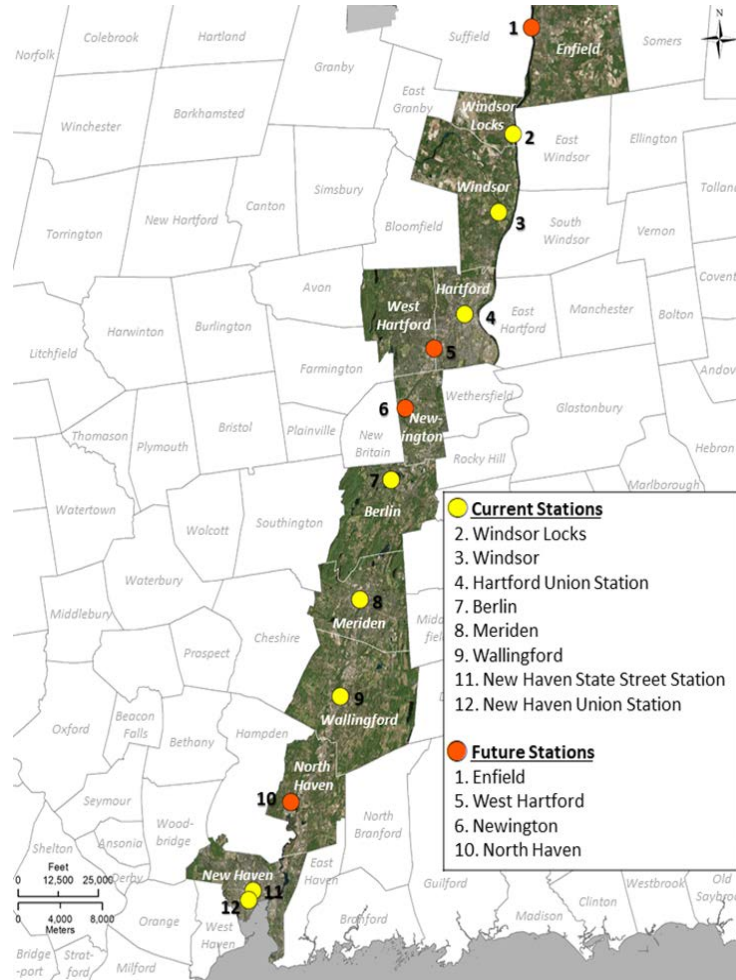 1
Suffield
Enfield
Somers
N
Norfolk
Colebrook
Hartland
Granby
East
Granby
Windsor
Locks
2
East
Windsor
Ellington
Winchester
Barkhamsted
Tolland
Simsbury
Windsor
3
South
Windsor
Vernon
Torrington
New Hartford
Canton
Bloomfield
Avon
Hartford
4
East
Hartford
Manchester
Bolton
Covent
West
Hartford
5
Harwinton
Burlington
Farmington
Litchfield
Andov
6
New-
ington
Wethersfield
Glastonbury
Thomason
Plymouth
Bristol
Plainville
New
Britain
Rocky Hill
Hebron
Marlborough
7
Berlin
Watertown
Wolcott
Southington
Waterbury
8
Meriden
Middlebury
Cheshire
Prospect
9
Wallingford
Oxford
Beacon
Falls
Bethany
Hampden
North
Haven
10
Seymour
Wood-
bridge
North
Branford
Ansonia
Shelton
Derby
New Haven
11
12
East
Haven
Guilford
Madison
Clinton
Westbrook
Old
Saybro
Orange
West
Haven
Branford
Bridge
-port
Strat-
ford
Milford
Feet
0 12,500 25,000
0 4,000 8,000
Meters
Current Stations
2. Windsor Locks
3. Windsor
4. Hartford Union Station
7. Berlin
8. Meriden
9. Wallingford
11. New Haven State Street Station
12. New Haven Union Station
Future Stations
1. Enfield
5. West Hartford
6. Newington
10. North Haven